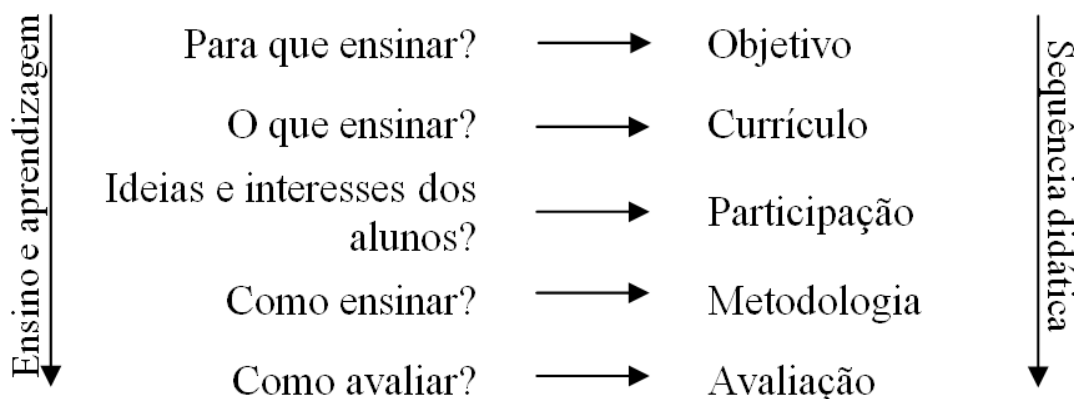 Ensino e aprendizagem
Para que ensinar? Objetivo
O que ensinar? Currículo
Ideias e interesses dos
alunos? Participação
Como ensinar? Metodologia
Como avaliar? Avaliação
Sequência didática